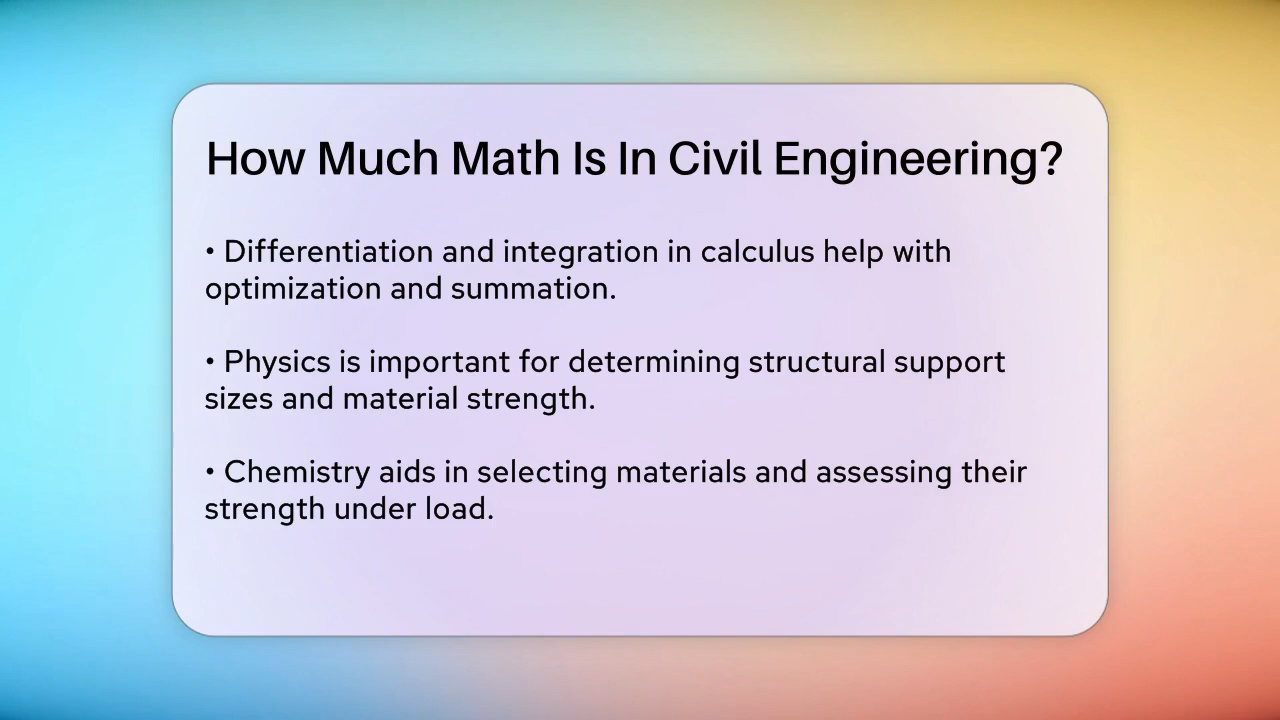 How Much Math Is In Civil Engineering?
• Differentiation and integration in calculus help with
optimization and summation.
• Physics is important for determining structural support
sizes and material strength.
• Chemistry aids in selecting materials and assessing their
strength under load.